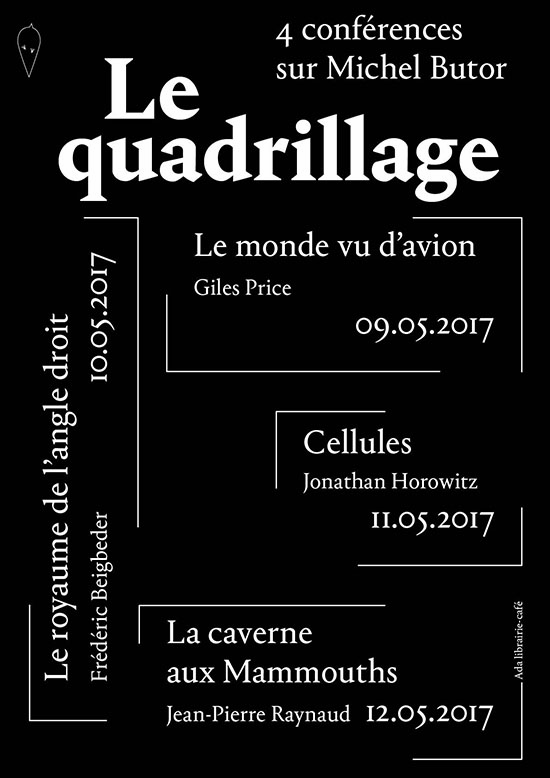 4 conférences
sur Michel Butor
Le
quadrillage
Le monde vu d'avion
Giles Price
09.05.2017
Le royaume de l'angle droit
Frédéric Beigbeder 10.05.2017
Cellules
Jonathan Horowitz
11.05.2017
La caverne
aux Mammouths
Jean-Pierre Raynaud 12.05.2017
Ada librairie-café